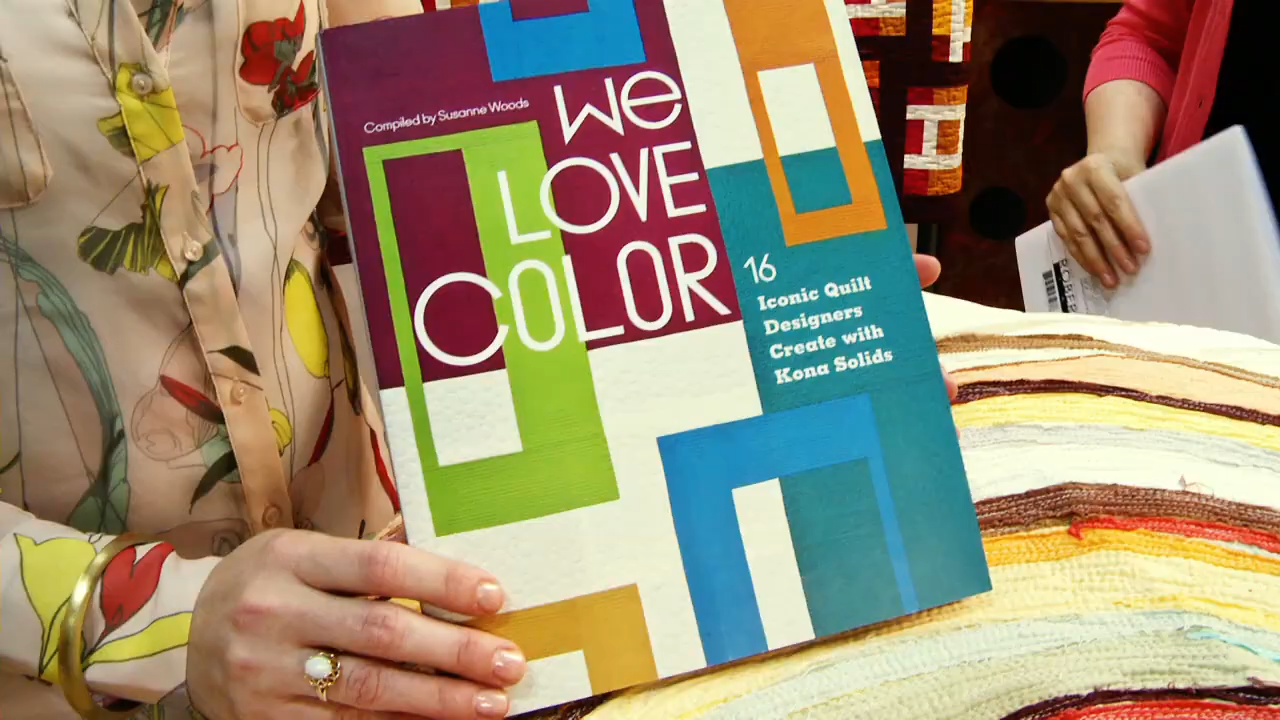 Compiled by Susanne Woods
We
LOVE
COLOR
16
Iconic Quilt
Designers
Create with
Kona Solids